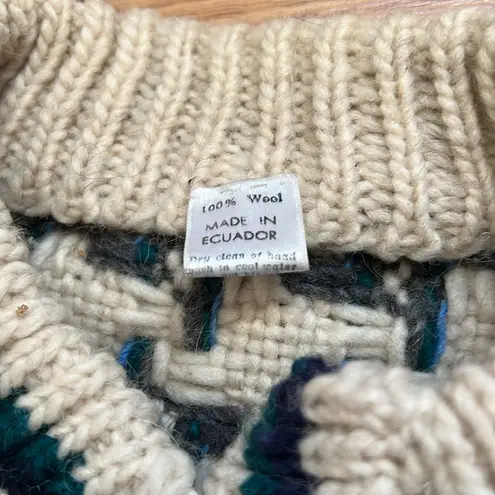 100% Wool
MADE IN
ECUADOR
Dry clean or hand
wash in cool water